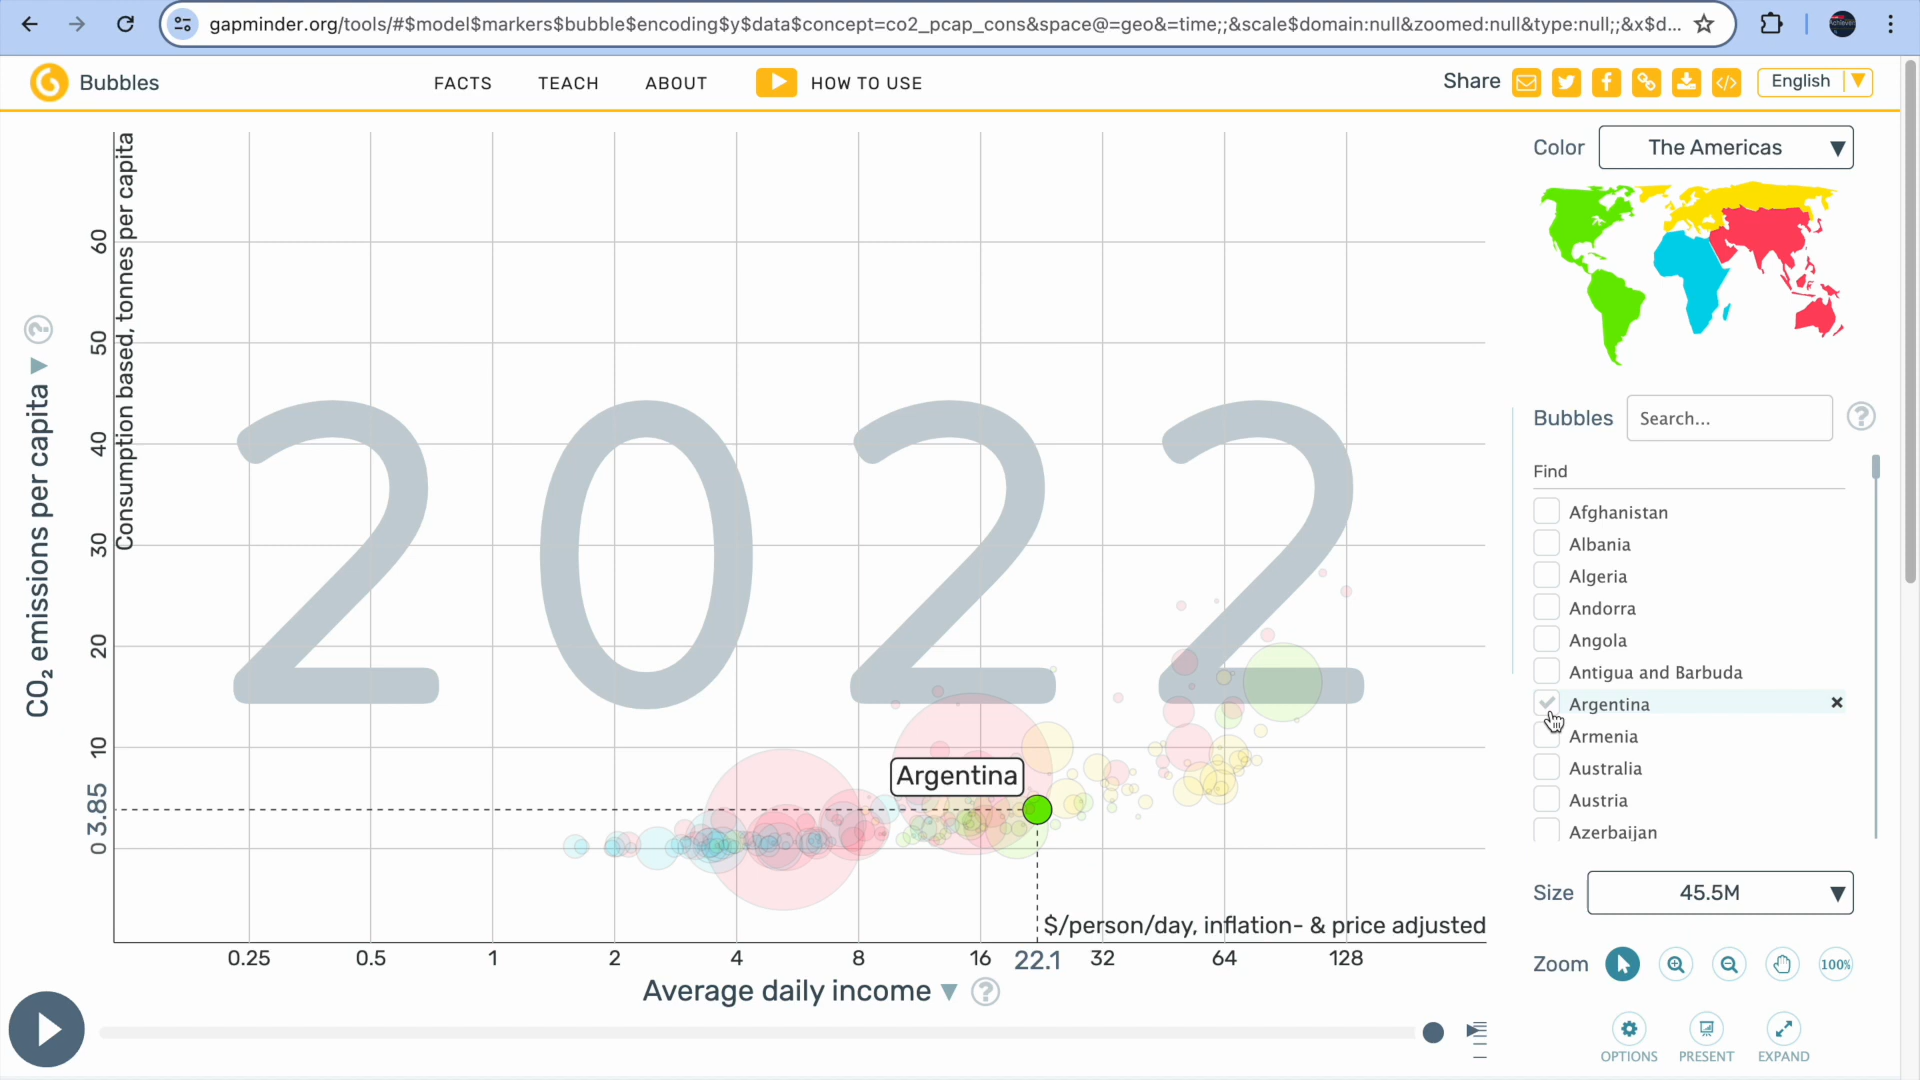 gapminder.org/tools/#$model$markers$bubble$encoding$y$data$concept=co2_pcap_cons&space@=geo&=time;;&scale$domain:null&zoomed:null&type:null;;&x$d...
Bubbles
FACTS
TEACH
ABOUT
HOW TO USE
Share
English
Color
The Americas
Bubbles
Search...
Find
Afghanistan
Albania
Algeria
Andorra
Angola
Antigua and Barbuda
Argentina
Armenia
Australia
Austria
Azerbaijan
Size
45.5M
Zoom
100%
OPTIONS
PRESENT
EXPAND
CO₂ emissions per capita
Consumption based, tonnes per capita
60
50
40
30
20
10
3.85
0
2022
Argentina
$/person/day, inflation- & price adjusted
0.25
0.5
1
2
4
8
16
22.1
32
64
128
Average daily income